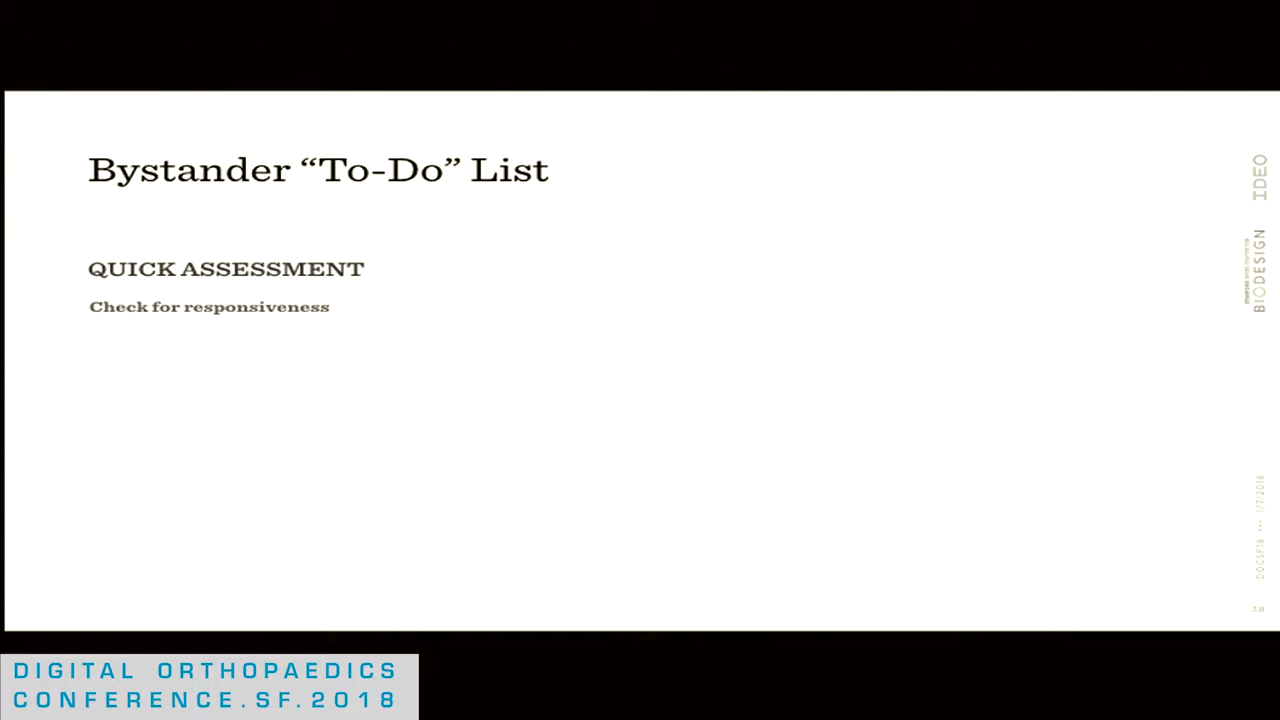 Bystander “To-Do” List
QUICK ASSESSMENT
Check for responsiveness
IDEO
BIODESIGN
DOCSF18 ••• 1/7/2018
DIGITAL ORTHOPAEDICS
CONFERENCE.SF.2018